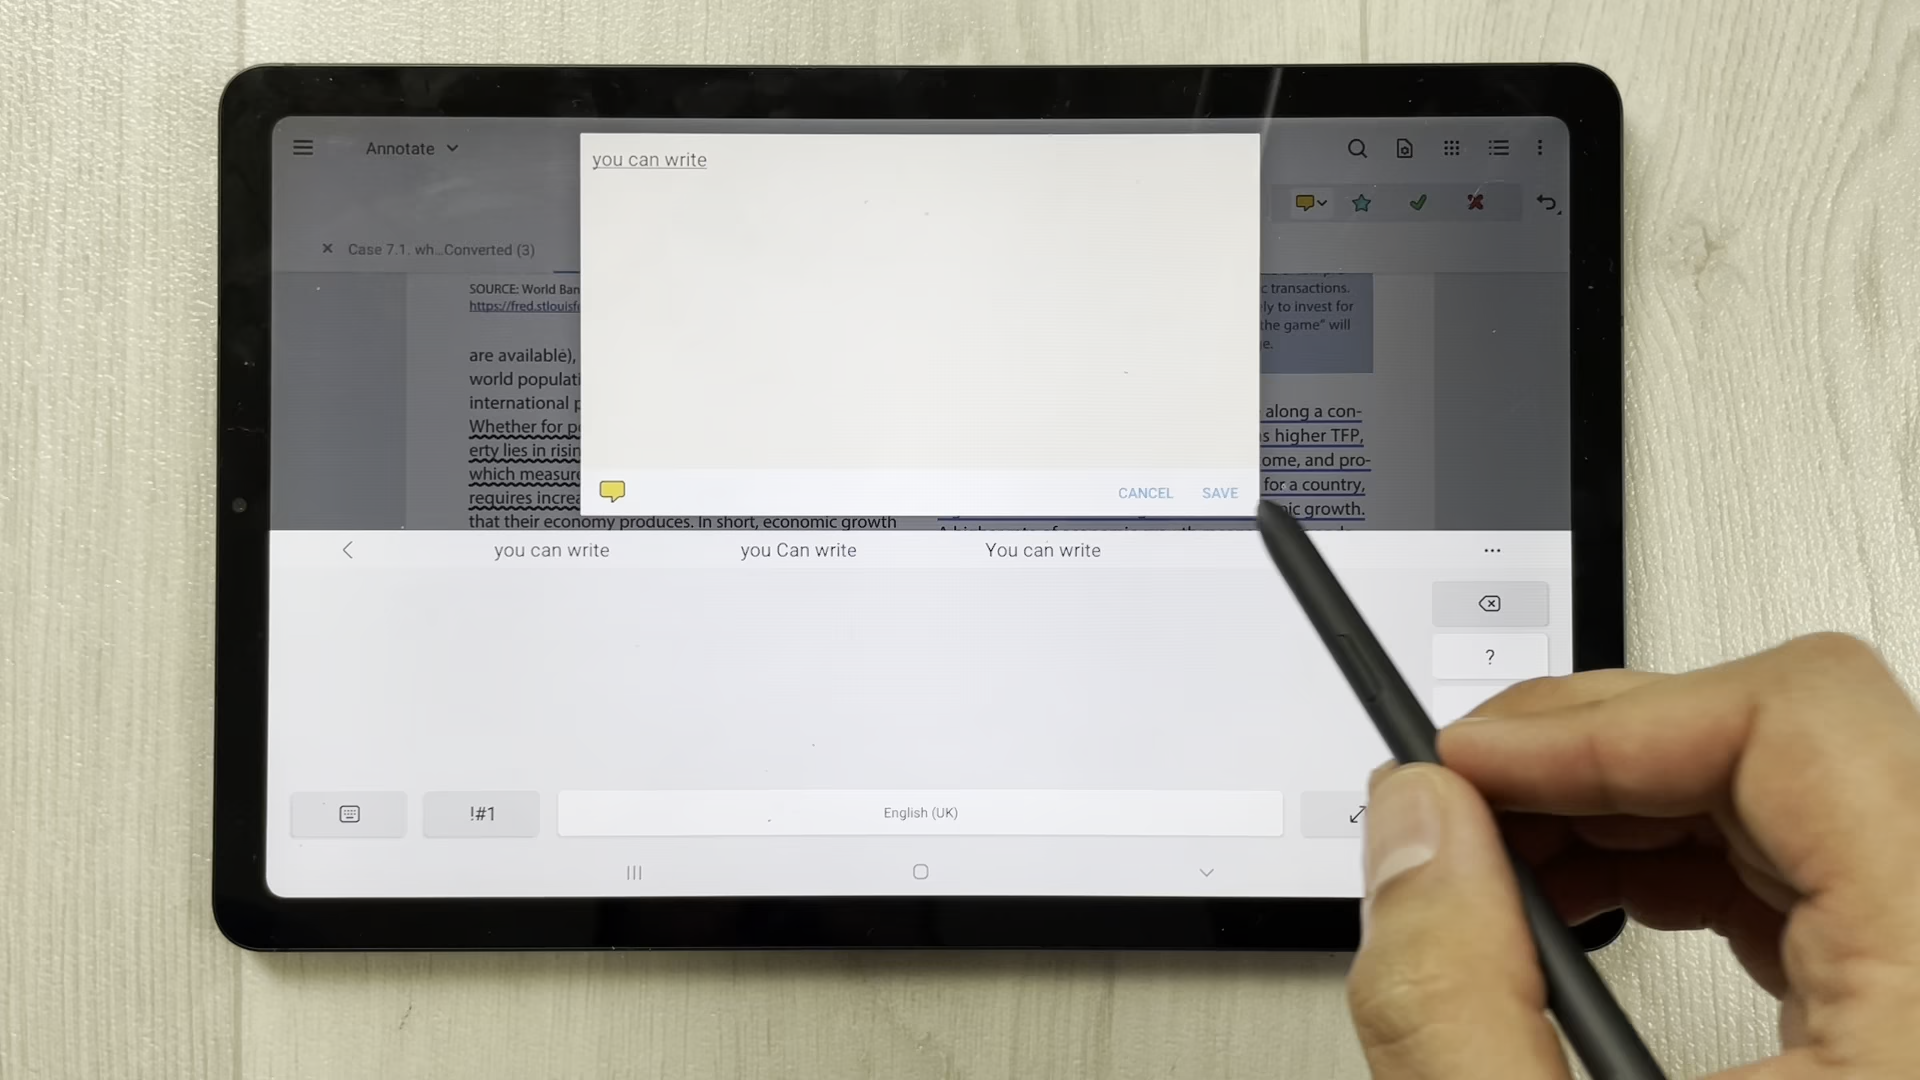 Annotate
you can write
Case 7.1. wh...Converted (3)
SOURCE: World Ban
https://fred.stlouisfe
are available),
world populati
international p
Whether for po
erty lies in risin
which measure
requires increa
that their economy produces. In short, economic growth
c transactions.
ly to invest for
the game" will
e.
along a con-
s higher TFP,
ome, and pro-
for a country,
ic growth.
CANCEL SAVE
you can write you Can write You can write
?
!#1 English (UK)